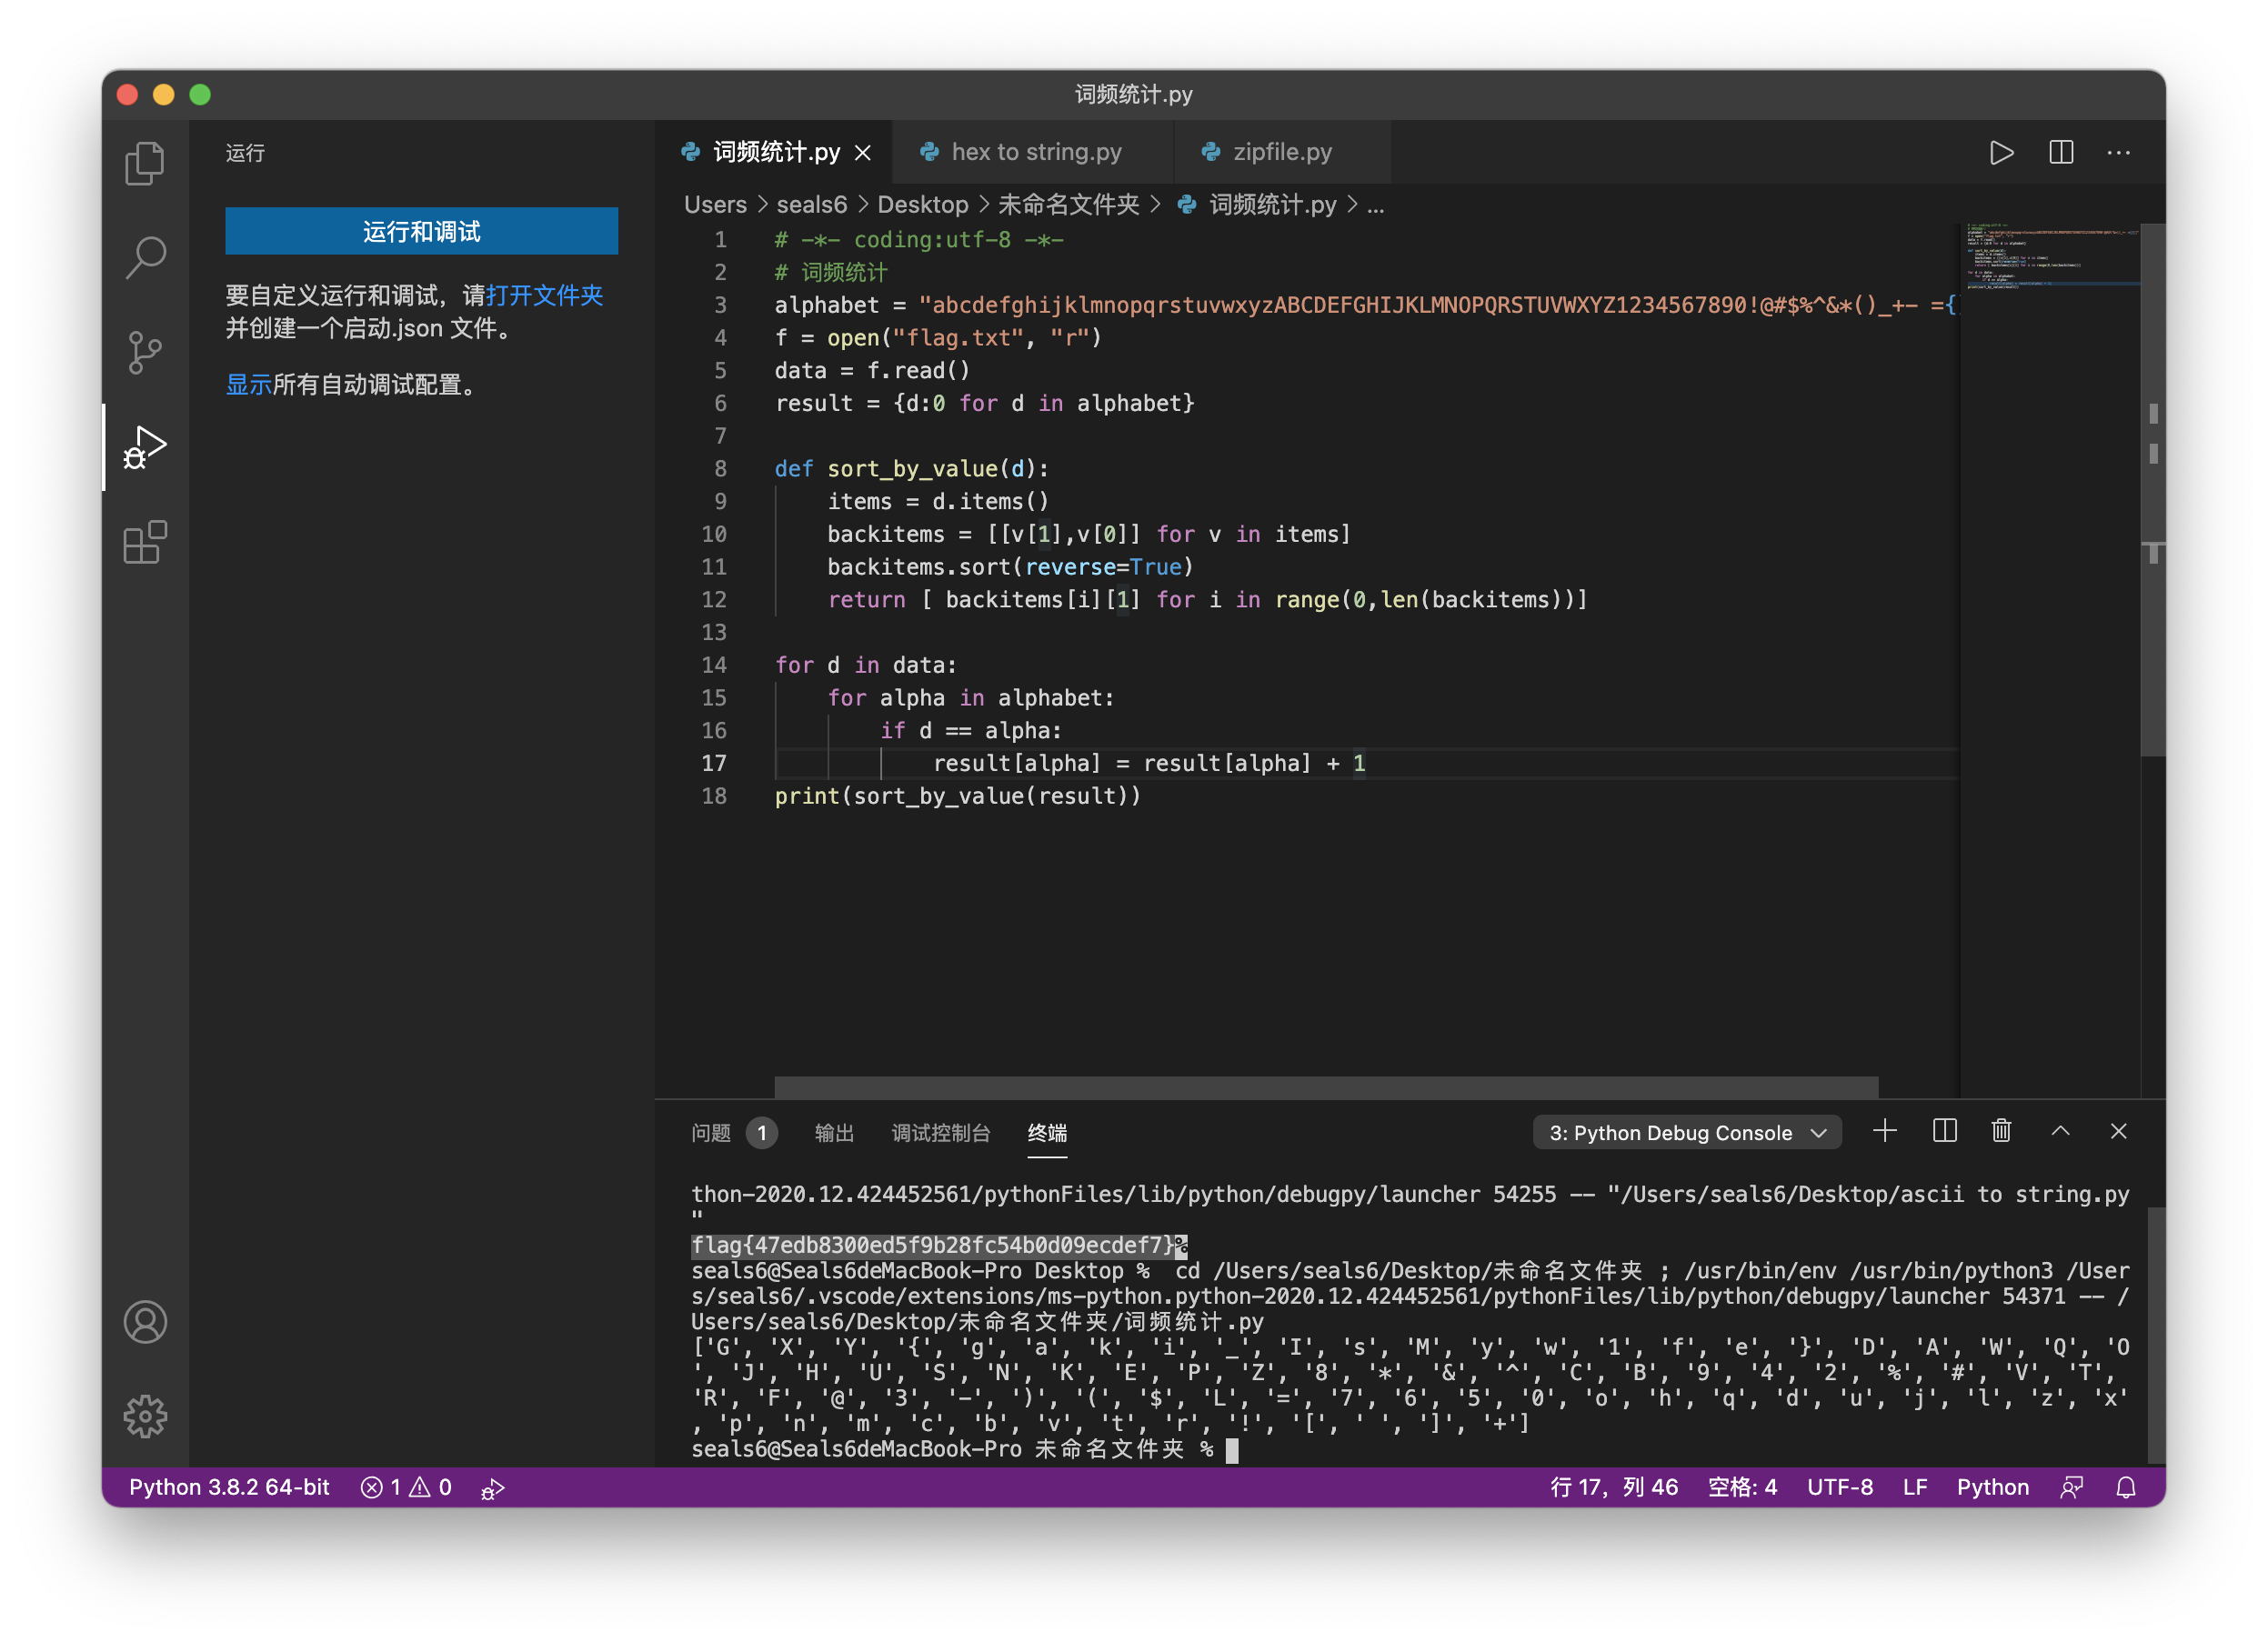 词频统计.py
运行
词频统计.py
hex to string.py
zipfile.py
运行和调试
Users > seals6 > Desktop > 未命名文件夹 > 词频统计.py > ...
要自定义运行和调试，请打开文件夹
并创建一个启动.json 文件。
显示所有自动调试配置。
1 # -*- coding:utf-8 -*-
2 # 词频统计
3 alphabet = "abcdefghijklmnopqrstuvwxyzABCDEFGHIJKLMNOPQRSTUVWXYZ1234567890!@#$%^&*()_+- ={
4 f = open("flag.txt", "r")
5 data = f.read()
6 result = {d:0 for d in alphabet}
7
8 def sort_by_value(d):
9     items = d.items()
10     backitems = [[v[1],v[0]] for v in items]
11     backitems.sort(reverse=True)
12     return [ backitems[i][1] for i in range(0,len(backitems))]
13
14 for d in data:
15     for alpha in alphabet:
16         if d == alpha:
17             result[alpha] = result[alpha] + 1
18 print(sort_by_value(result))
问题 1 输出 调试控制台 终端
3: Python Debug Console
thon-2020.12.424452561/pythonFiles/lib/python/debugpy/launcher 54255 -- "/Users/seals6/Desktop/ascii to string.py
"
flag{47edb8300ed5f9b28fc54b0d09ecdef7}%
seals6@Seals6deMacBook-Pro Desktop %  cd /Users/seals6/Desktop/未命名文件夹 ; /usr/bin/env /usr/bin/python3 /User
s/seals6/.vscode/extensions/ms-python.python-2020.12.424452561/pythonFiles/lib/python/debugpy/launcher 54371 -- /
Users/seals6/Desktop/未命名文件夹/词频统计.py
['G', 'X', 'Y', '{', 'g', 'a', 'k', 'i', '_', 'I', 's', 'M', 'y', 'w', '1', 'f', 'e', '}', 'D', 'A', 'W', 'Q', 'O
', 'J', 'H', 'U', 'S', 'N', 'K', 'E', 'P', 'Z', '8', '*', '&', '^', 'C', 'B', '9', '4', '2', '%', '#', 'V', 'T',
'R', 'F', '@', '3', '-', ')', '(', '$', 'L', '=', '7', '6', '5', '0', 'o', 'h', 'q', 'd', 'u', 'j', 'l', 'z', 'x'
, 'p', 'n', 'm', 'c', 'b', 'v', 't', 'r', '!', '[', ' ', ']', '+']
seals6@Seals6deMacBook-Pro 未命名文件夹 %
Python 3.8.2 64-bit 1 0
行 17，列 46 空格: 4 UTF-8 LF Python